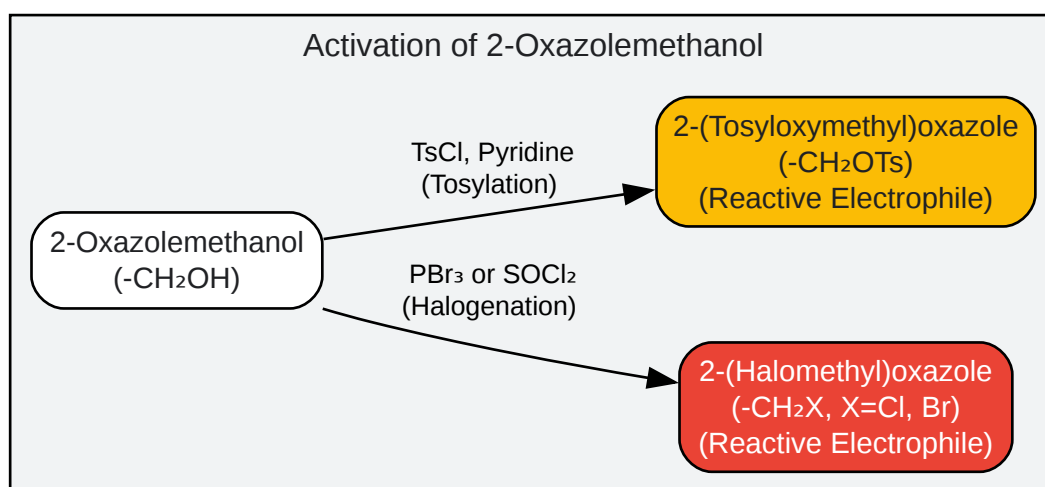 Activation of 2-Oxazolemethanol
2-(Tosyloxymethyl)oxazole
(-CH₂OTs)
(Reactive Electrophile)
TsCl, Pyridine
(Tosylation)
2-Oxazolemethanol
(-CH₂OH)
PBr₃ or SOCl₂
(Halogenation)
2-(Halomethyl)oxazole
(-CH₂X, X=Cl, Br)
(Reactive Electrophile)